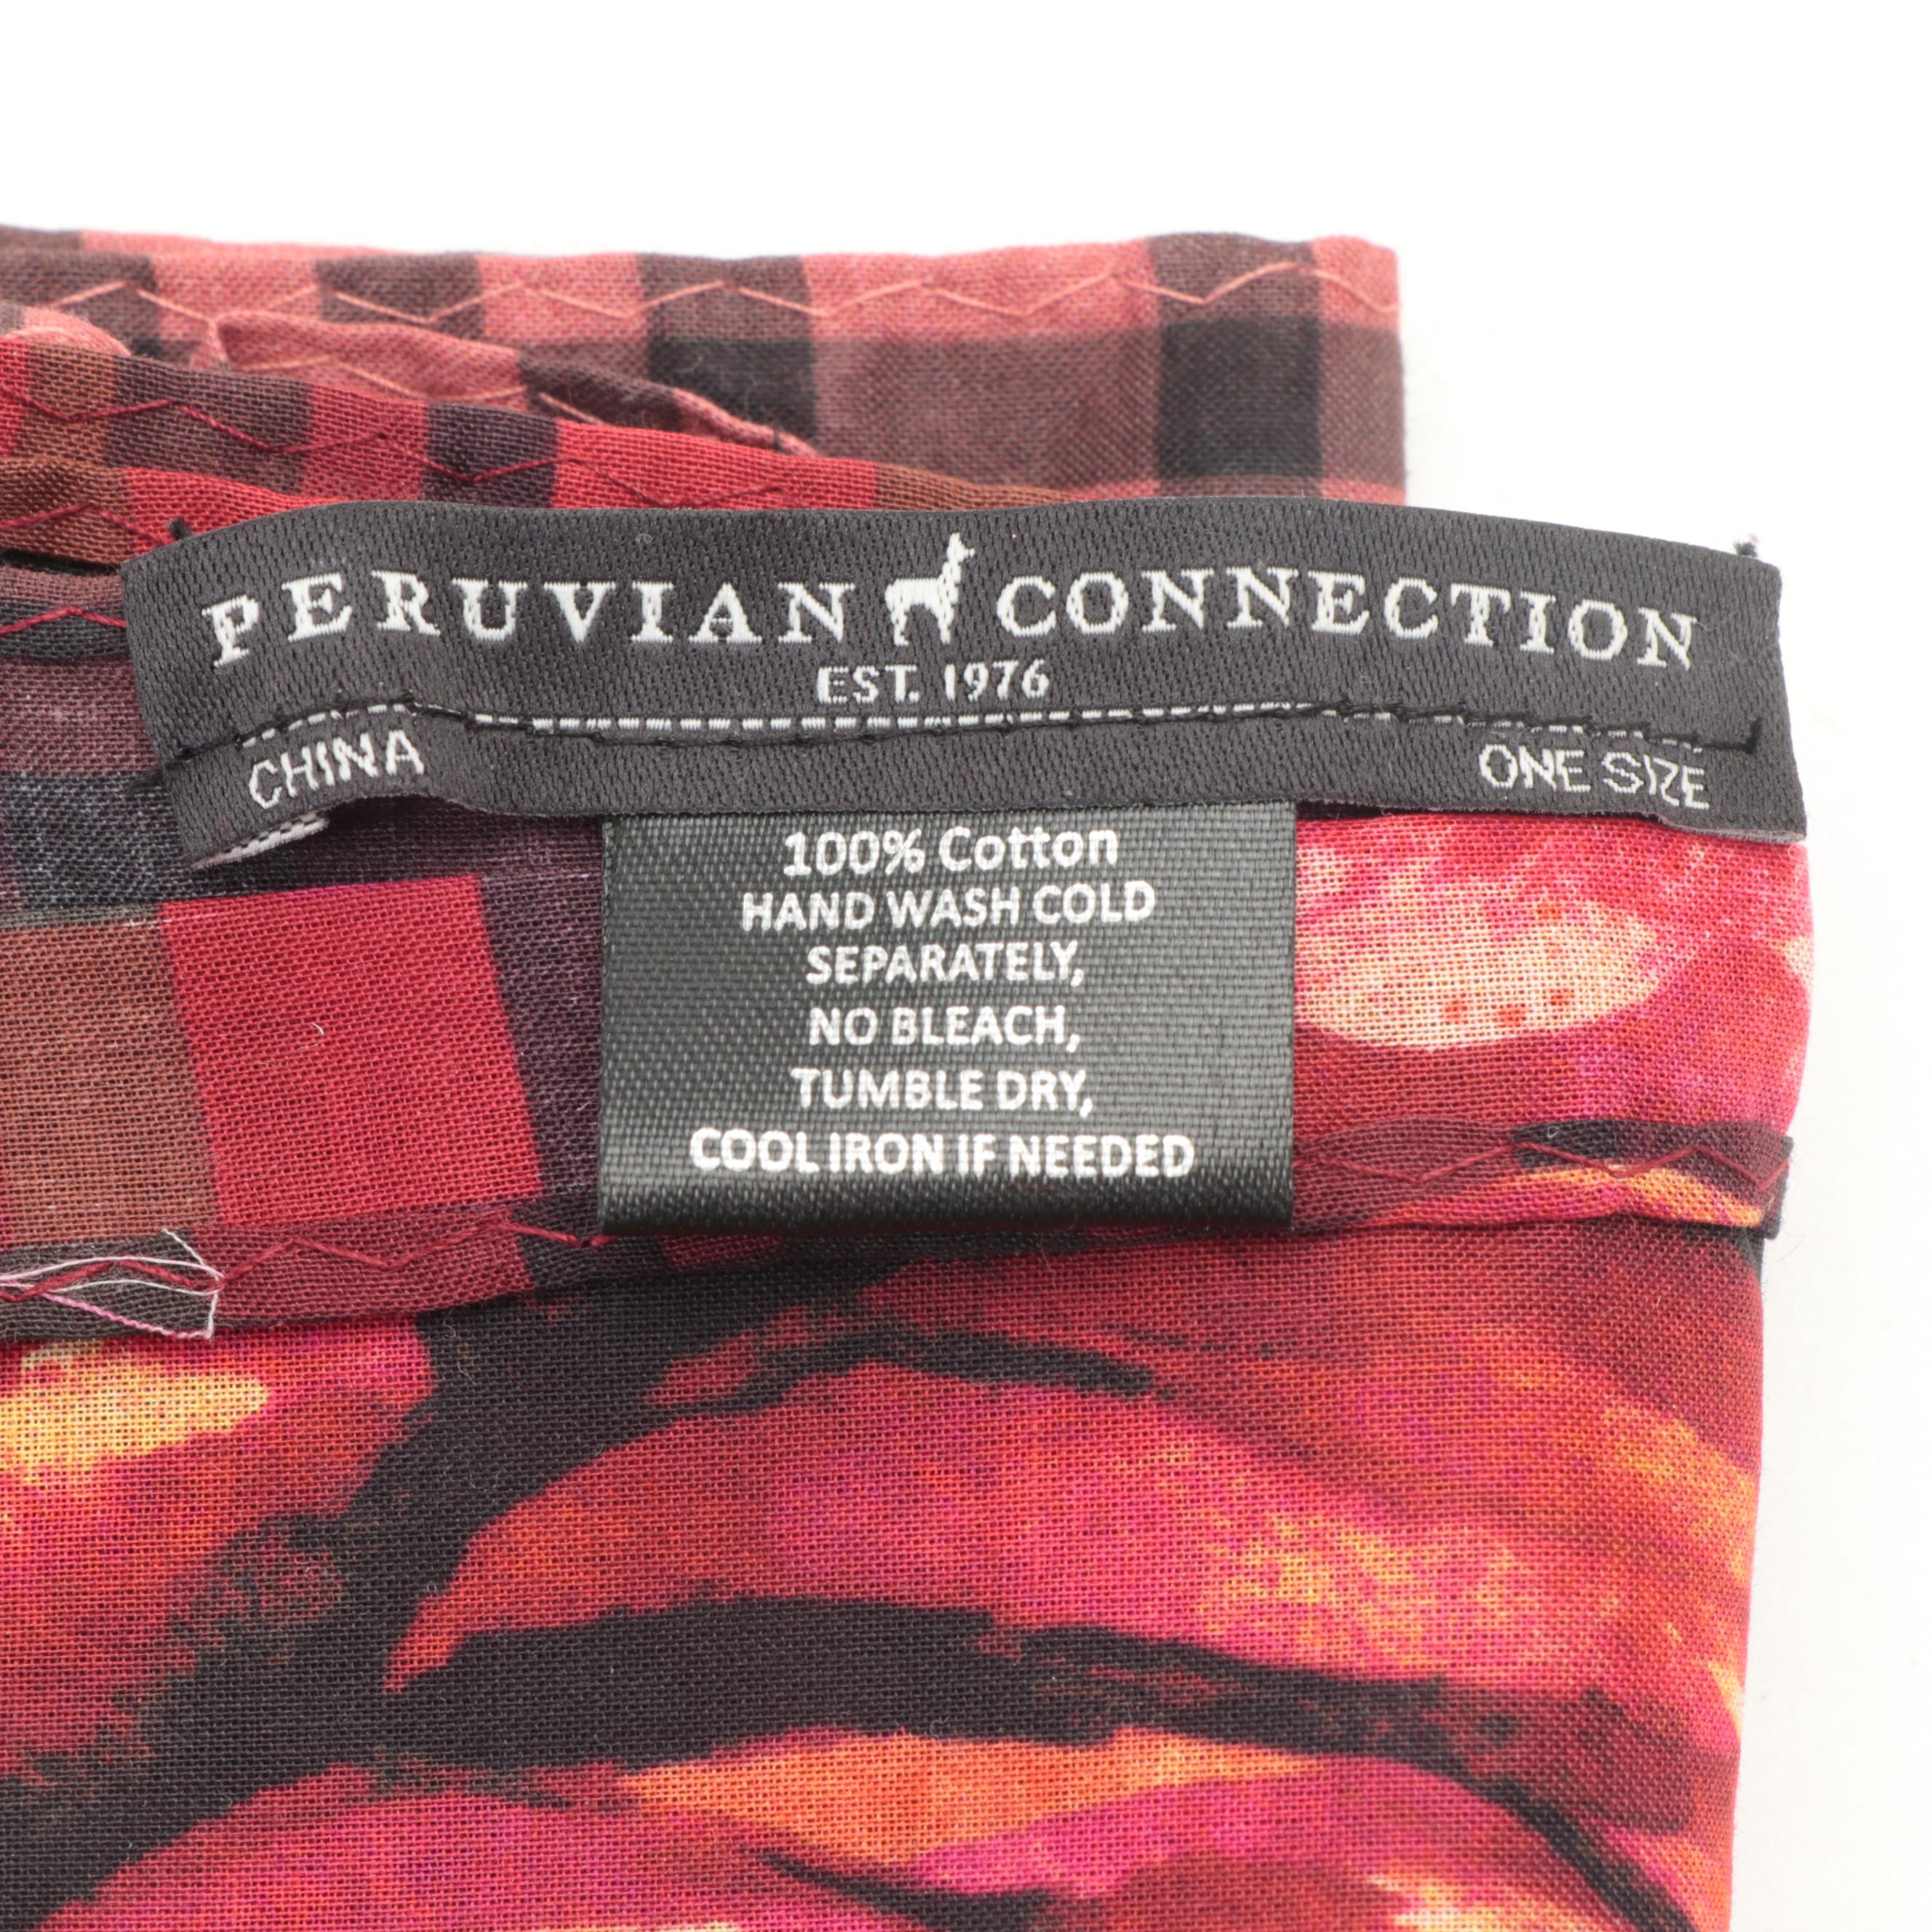 PERUVIAN CONNECTION
EST. 1976
CHINA
ONE SIZE
100% Cotton
HAND WASH COLD
SEPARATELY,
NO BLEACH,
TUMBLE DRY,
COOL IRON IF NEEDED